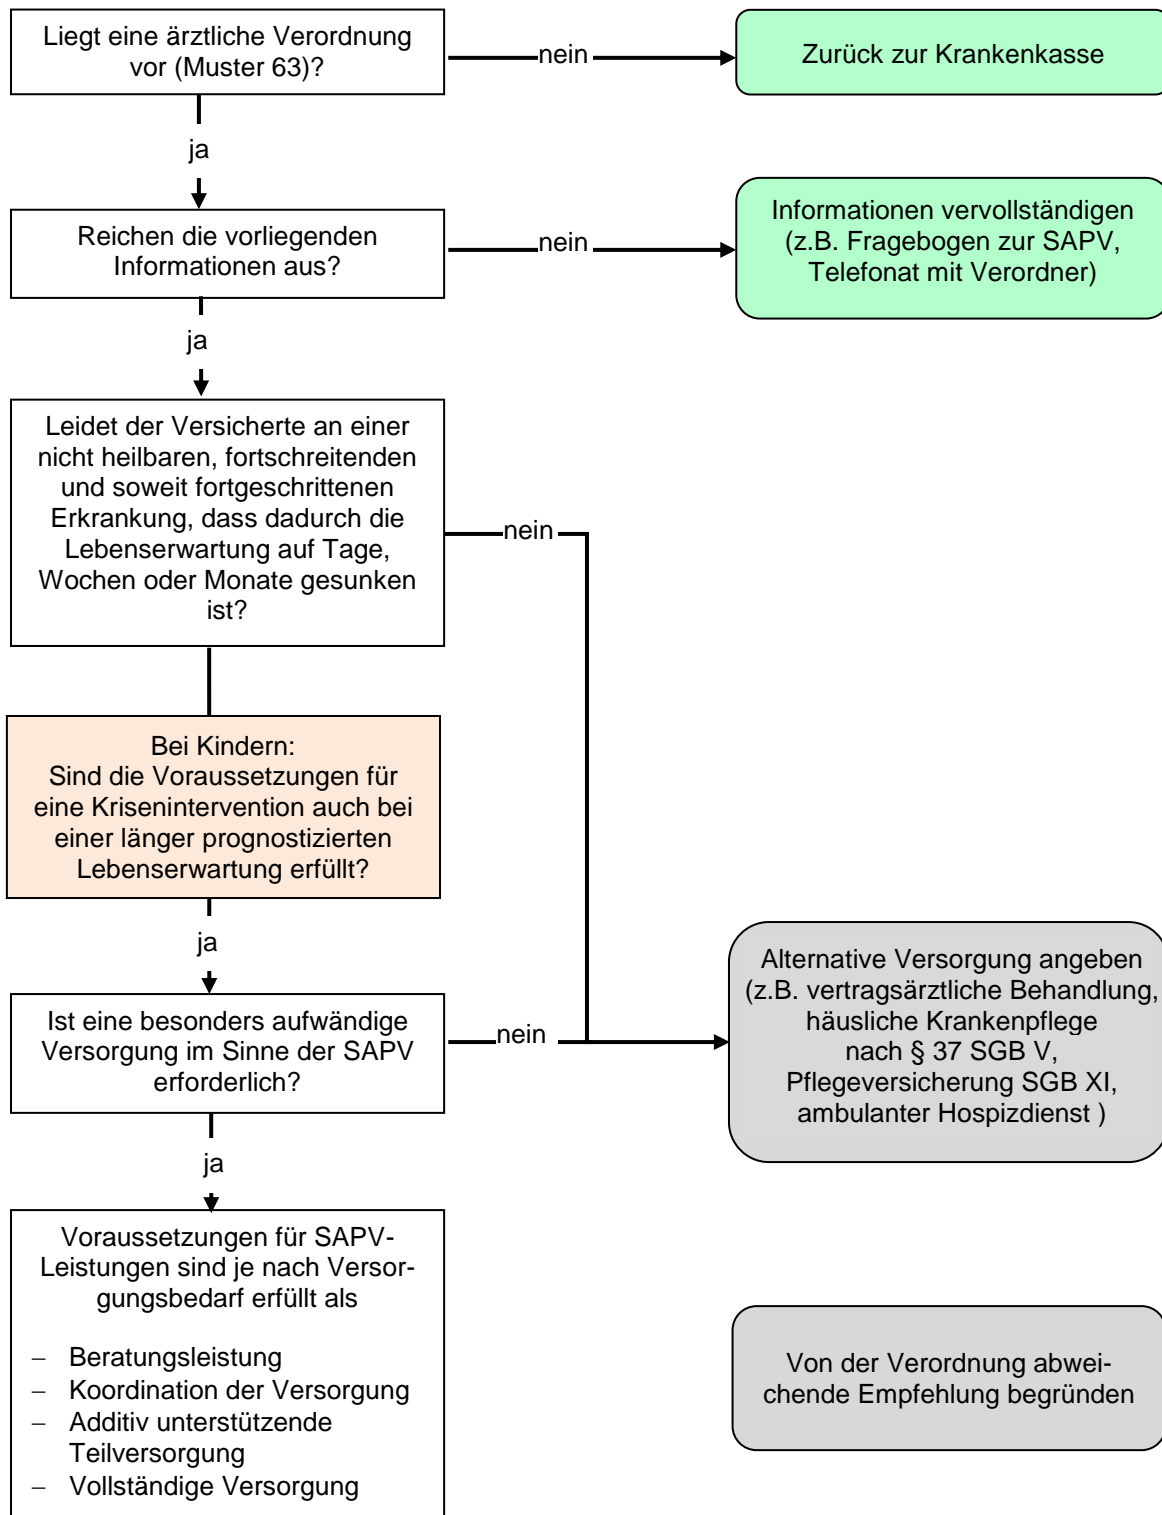 Liegt eine ärztliche Verordnung
vor (Muster 63)?
nein
Zurück zur Krankenkasse
ja
Reichen die vorliegenden
Informationen aus?
nein
Informationen vervollständigen
(z.B. Fragebogen zur SAPV,
Telefonat mit Verordner)
ja
Leidet der Versicherte an einer
nicht heilbaren, fortschreitenden
und soweit fortgeschrittenen
Erkrankung, dass dadurch die
Lebenserwartung auf Tage,
Wochen oder Monate gesunken
ist?
nein
Bei Kindern:
Sind die Voraussetzungen für
eine Krisenintervention auch bei
einer länger prognostizierten
Lebenserwartung erfüllt?
ja
Ist eine besonders aufwändige
Versorgung im Sinne der SAPV
erforderlich?
nein
Alternative Versorgung angeben
(z.B. vertragsärztliche Behandlung,
häusliche Krankenpflege
nach § 37 SGB V,
Pflegeversicherung SGB XI,
ambulanter Hospizdienst )
ja
Voraussetzungen für SAPV-
Leistungen sind je nach Versor-
gungsbedarf erfüllt als
– Beratungsleistung
– Koordination der Versorgung
– Additiv unterstützende
Teilversorgung
– Vollständige Versorgung
Von der Verordnung abwei-
chende Empfehlung begründen